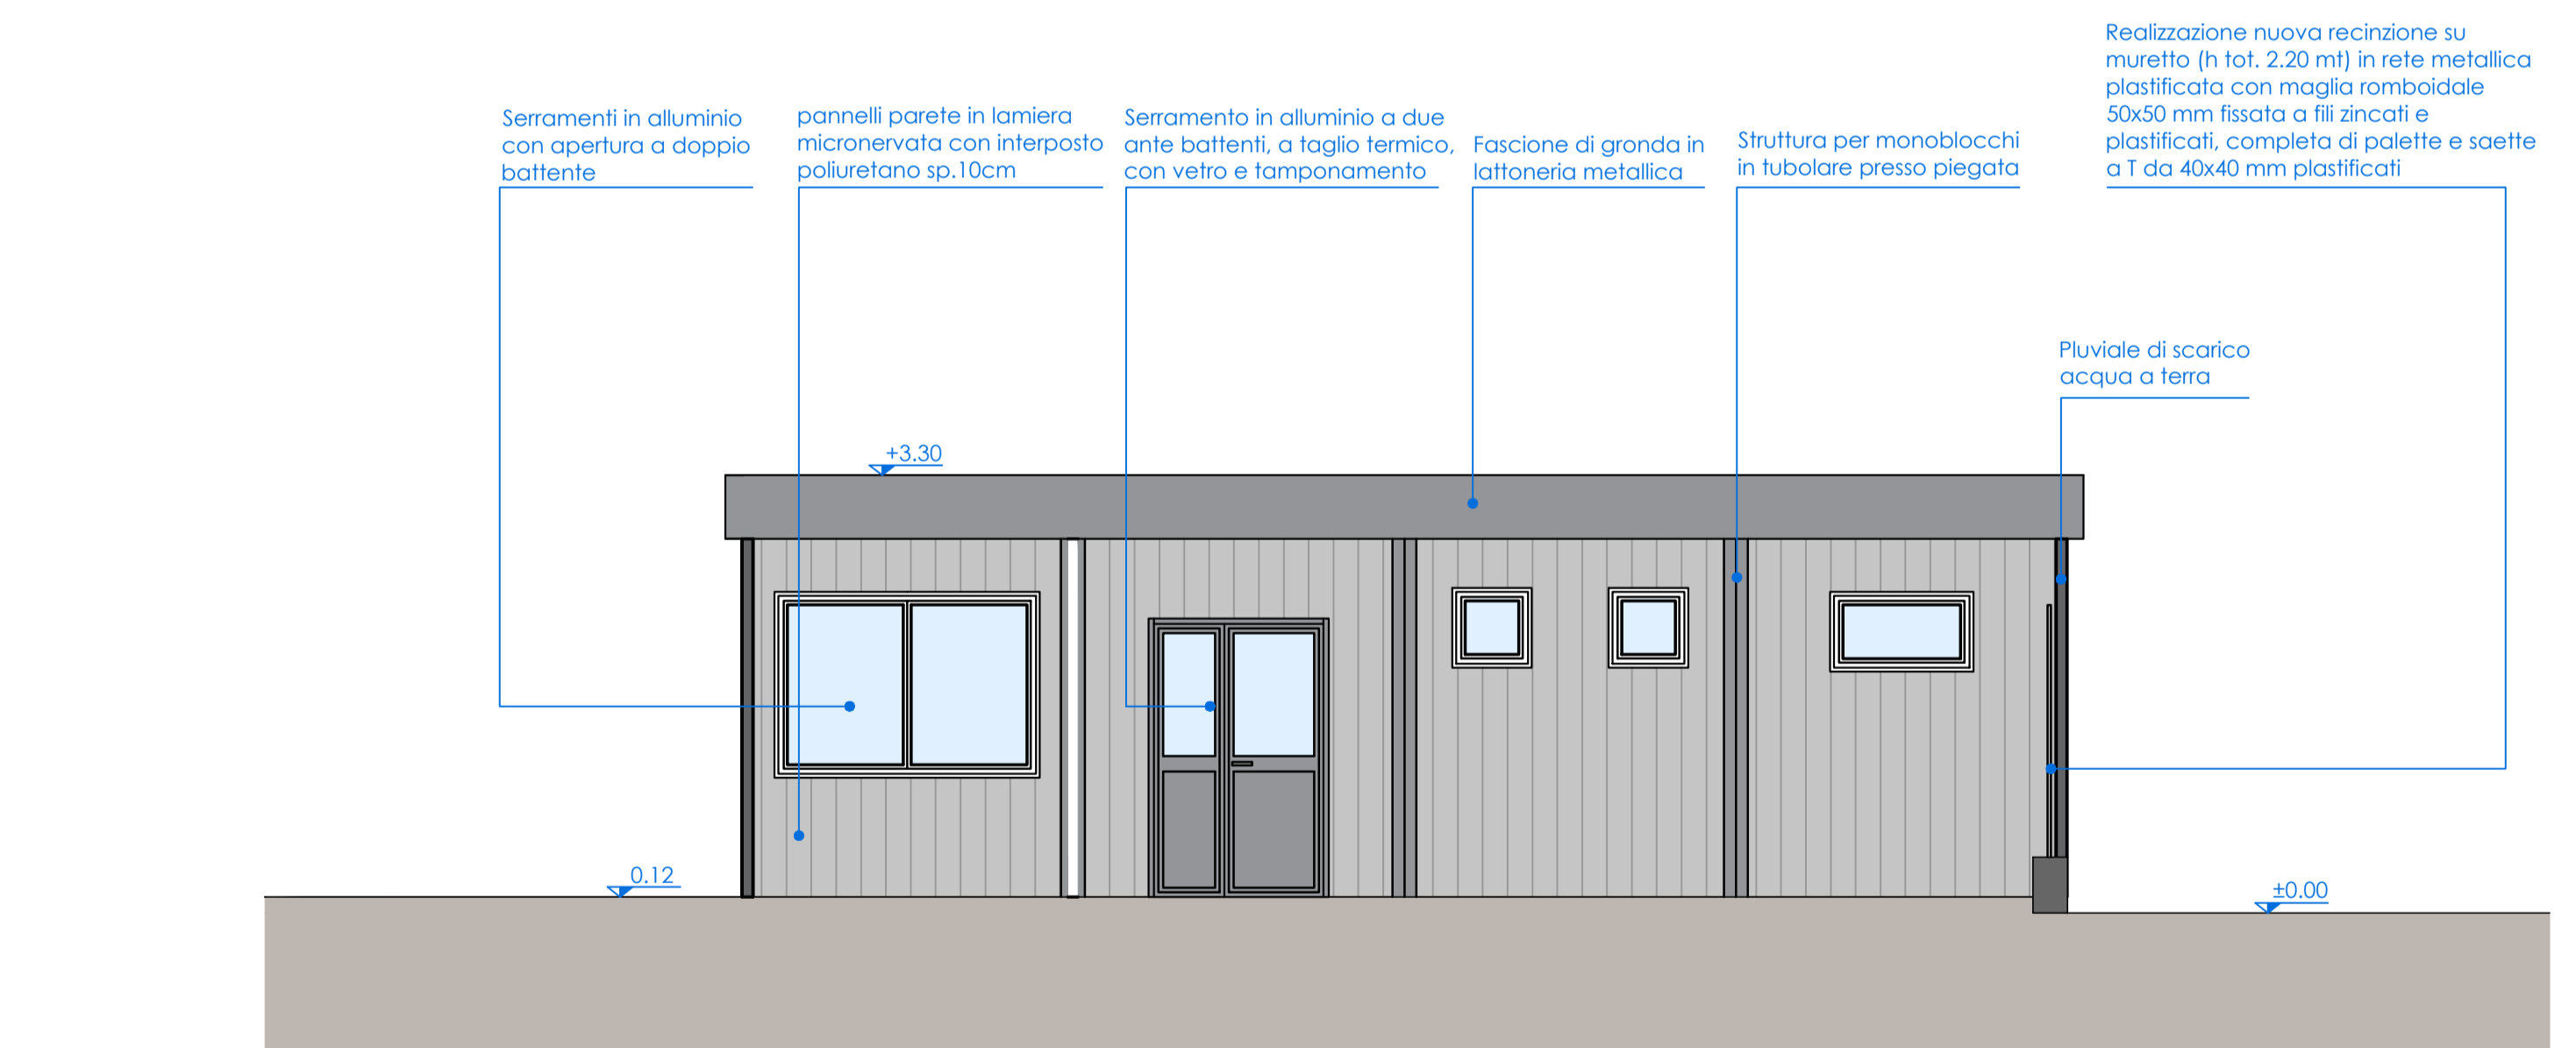 Serramenti in alluminio
con apertura a doppio
battente
pannelli parete in lamiera
micronervata con interposto
poliuretano sp.10cm
Serramento in alluminio a due
ante battenti, a taglio termico,
con vetro e tamponamento
Fascione di gronda in
lattoneria metallica
Struttura per monoblocchi
in tubolare presso piegata
Realizzazione nuova recinzione su
muretto (h tot. 2.20 mt) in rete metallica
plastificata con maglia romboidale
50x50 mm fissata a fili zincati e
plastificati, completa di palette e saette
a T da 40x40 mm plastificati
Pluviale di scarico
acqua a terra
+3.30
0.12
±0.00